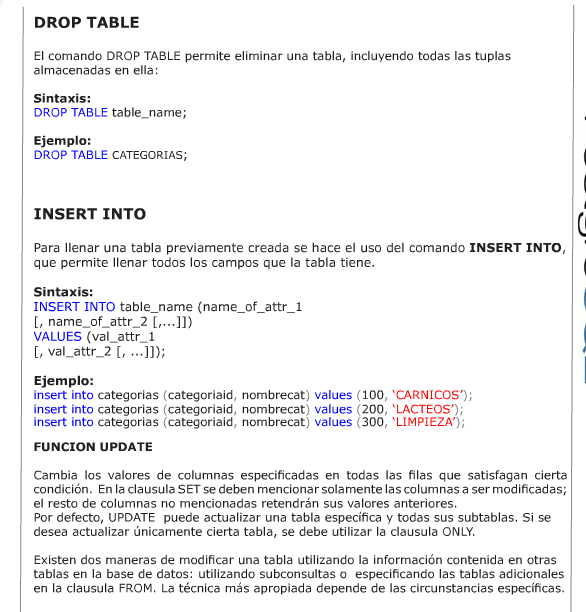 DROP TABLE
El comando DROP TABLE permite eliminar una tabla, incluyendo todas las tuplas
almacenadas en ella:
Sintaxis:
DROP TABLE table_name;
Ejemplo:
DROP TABLE CATEGORIAS;
INSERT INTO
Para llenar una tabla previamente creada se hace el uso del comando INSERT INTO,
que permite llenar todos los campos que la tabla tiene.
Sintaxis:
INSERT INTO table_name (name_of_attr_1
[, name_of_attr_2 [,...]])
VALUES (val_attr_1
[, val_attr_2 [, ...]]);
Ejemplo:
insert into categorias (categoriaid, nombrecat) values (100, ‘CARNICOS’);
insert into categorias (categoriaid, nombrecat) values (200, ‘LACTEOS’);
insert into categorias (categoriaid, nombrecat) values (300, ‘LIMPIEZA’);
FUNCION UPDATE
Cambia los valores de columnas especificadas en todas las filas que satisfagan cierta
condición. En la clausula SET se deben mencionar solamente las columnas a ser modificadas;
el resto de columnas no mencionadas retendrán sus valores anteriores.
Por defecto, UPDATE puede actualizar una tabla específica y todas sus subtablas. Si se
desea actualizar únicamente cierta tabla, se debe utilizar la clausula ONLY.
Existen dos maneras de modificar una tabla utilizando la información contenida en otras
tablas en la base de datos: utilizando subconsultas o especificando las tablas adicionales
en la clausula FROM. La técnica más apropiada depende de las circunstancias específicas.